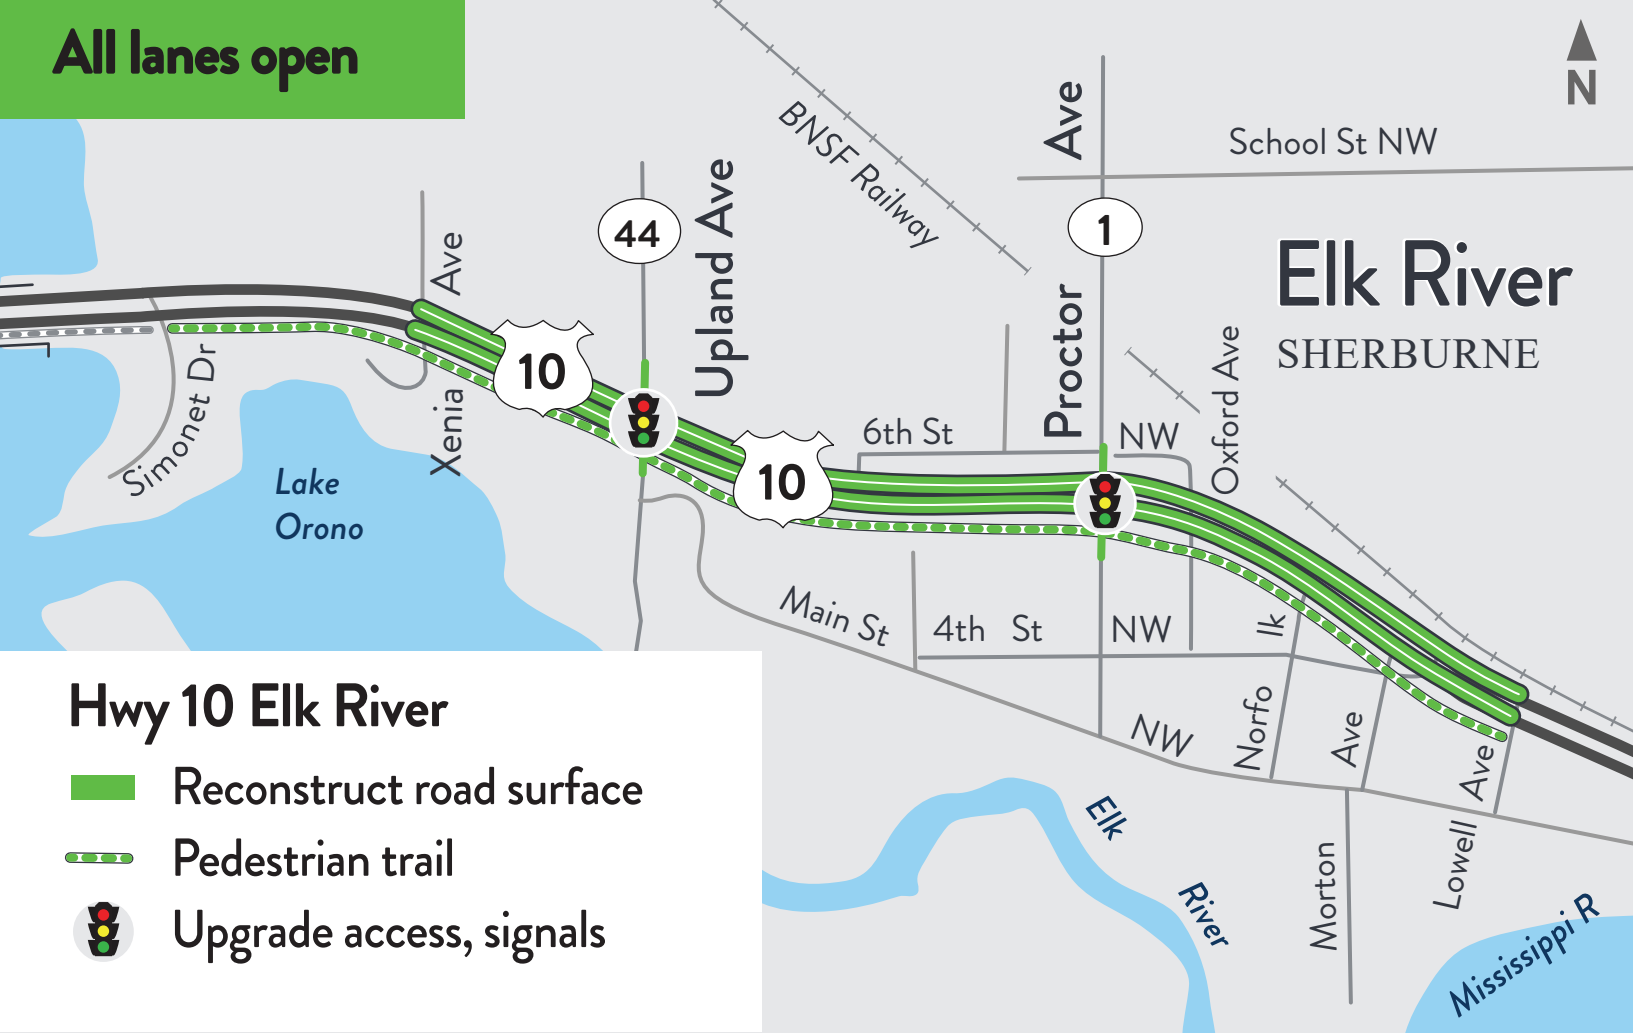 All lanes open
N
BNSF Railway
Proctor Ave
School St NW
44
1
Upland Ave
Xenia Ave
Elk River
SHERBURNE
10
10
Simonet Dr
6th St NW
Oxford Ave
Lake
Orono
Main St NW
4th St NW
Norfo lk Ave
Lowell Ave
Morton
Elk River
Mississippi R
Hwy 10 Elk River
Reconstruct road surface
Pedestrian trail
Upgrade access, signals